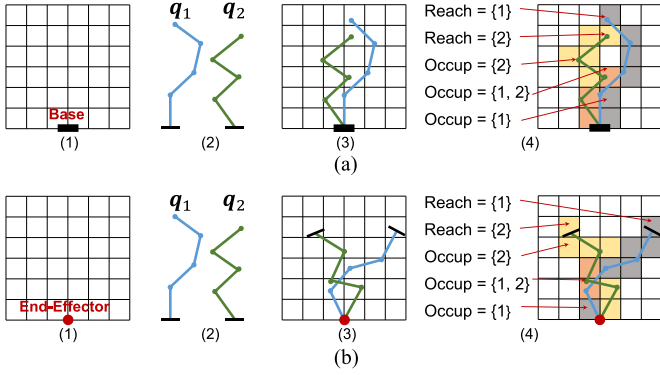 q1 q2
Reach = {1}
Reach = {2}
Occup = {2}
Occup = {1, 2}
Occup = {1}
Base
(1) (2) (3) (4)
(a)
q1 q2
Reach = {1}
Reach = {2}
Occup = {2}
Occup = {1, 2}
Occup = {1}
End-Effector
(1) (2) (3) (4)
(b)